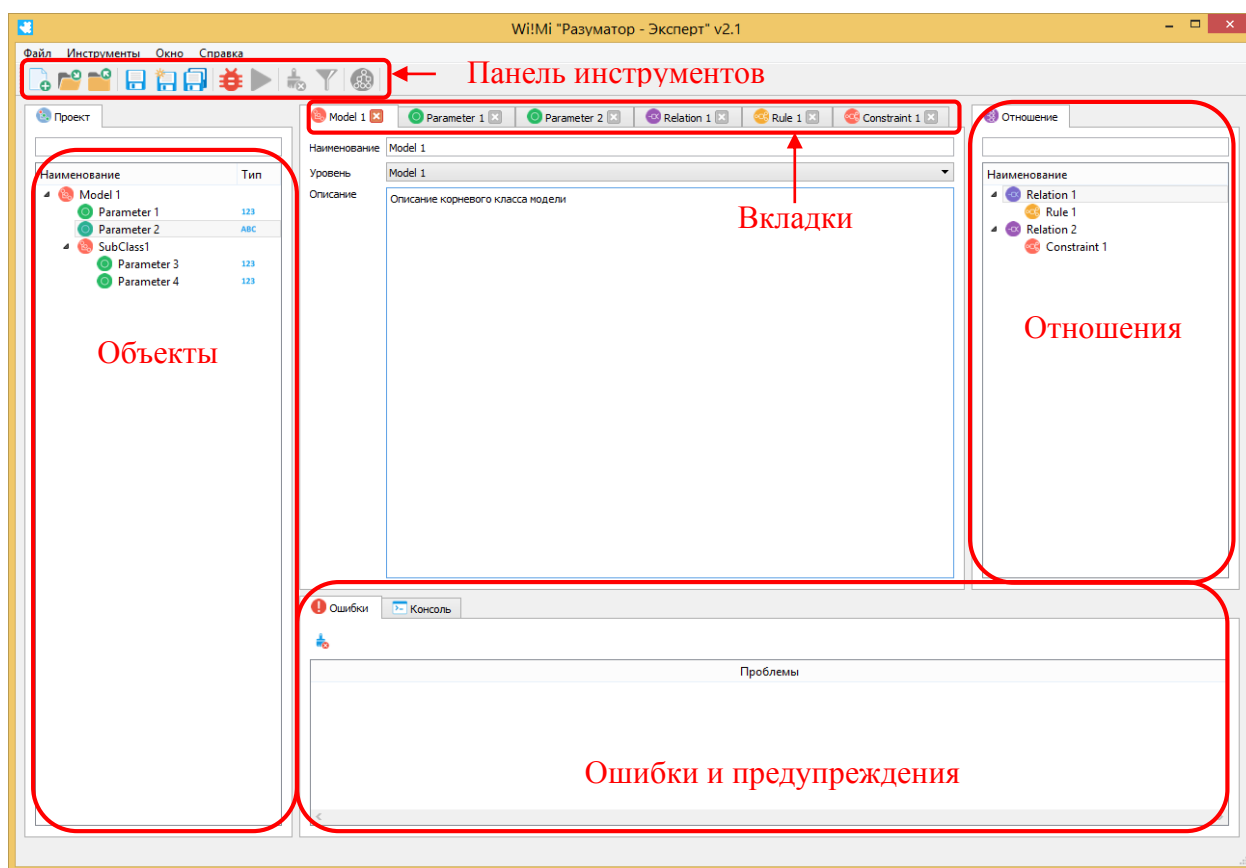 Wi!Mi "Разуматор - Эксперт" v2.1
Файл Инструменты Окно Справка
Панель инструментов
Проект
Наименование Тип
Model 1
Parameter 1 123
Parameter 2 ABC
SubClass1
Parameter 3 123
Parameter 4 123
Объекты
Model 1 Parameter 1 Parameter 2 Relation 1 Rule 1 Constraint 1
Наименование Model 1
Уровень Model 1
Описание Описание корневого класса модели
Вкладки
Отношение
Наименование
Relation 1
Rule 1
Relation 2
Constraint 1
Отношения
Ошибки Консоль
Проблемы
Ошибки и предупреждения